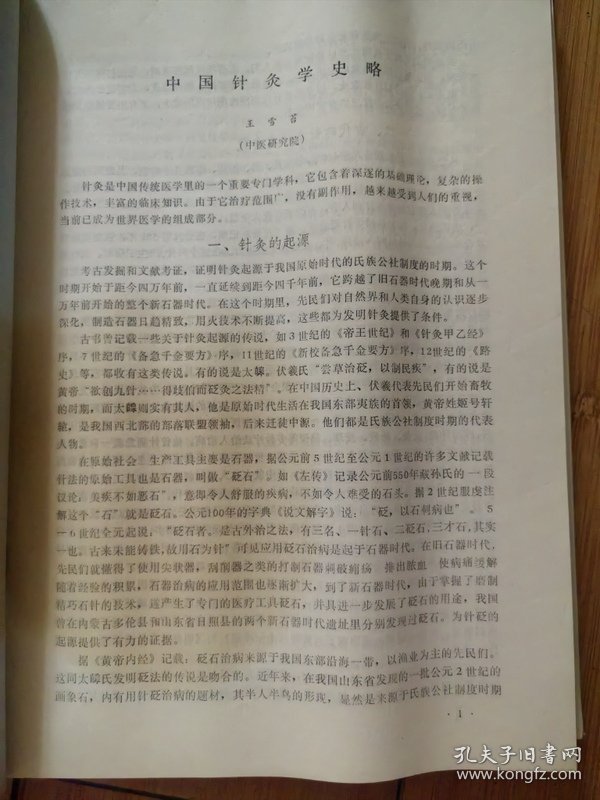 中国针灸学史略
王雪苔
(中医研究院)
针灸是中国传统医学里的一个重要专门学科，它包含着深邃的基础理论，复杂的操
作技术，丰富的临床知识。由于它治疗范围广，没有副作用，越来越受到人们的重视，
当前已成为世界医学的组成部分。
一、针灸的起源
考古发掘和文献考证，证明针灸起源于我国原始时代的氏族公社制度的时期。这个
时期开始于距今四万年前，一直延续到距今四千年前，它跨越了旧石器时代晚期和从一
万年前开始的整个新石器时代。在这个时期里，先民们对自然界和人类自身的认识逐步
深化，制造石器日趋精致，用火技术不断提高，这些都为发明针灸提供了条件。
古书曾记载一些关于针灸起源的传说，如3世纪的《帝王世纪》和《针灸甲乙经》
序，7世纪的《备急千金要方》序，11世纪的《新校备急千金要方》序，12世纪的《路
史》等，都收有这类传说。有的说是太皞。伏羲氏“尝草治砭，以制民疾”，有的说是
黄帝“欲创九针……得歧伯而砭灸之法精”。在中国历史上、伏羲代表先民们开始畜牧
的时期，而太皞则实有其人，他是原始时代生活在我国东部夷族的首领，黄帝姓姬号轩
辕，是我国西北部的部落联盟领袖，后来迁徙中源。他们都是氏族公社制度时期的代表
人物。
在原始社会 生产工具主要是石器，据公元前5世纪至公元1世纪的许多文献记载
针法的原始工具也是石器，叫做“砭石”。如《左传》记录公元前550年臧孙氏的一段
议论：美疾不如恶石”，意即令人舒服的疾病，不如令人难受的石头。据2世纪服虔注
解这个“石”就是砭石。公元100年的字典《说文解字》说：“砭，以石刺病也”。5
—6世纪全元起说：“砭石者，是古外治之法，有三名，一针石、二砭石，三才石，其实
一也。古来未能铸铁，故用石为针”可见应用砭石治病是起于石器时代。在旧石器时代，
先民们就懂得了使用尖状器，刮削器之类的打制石器刺破痈疡 排出脓血 使病痛缓解
随着经验的积累，石器治病的应用范围也逐渐扩大，到了新石器时代，由于掌握了磨制
精巧石针的技术，遂产生了专门的医疗工具砭石，并具进一步发展了砭石的用途，我国
曾在内蒙古多伦县和山东省日照县的两个新石器时代遗址里分别发现过砭石。为针砭的
起源提供了有力的证据。
据《黄帝内经》记载：砭石治病来源于我国东部沿海一带，以渔业为主的先民们。
这同太皞氏发明砭法的传说是吻合的。近年来，在我国山东省发现的一批公元2世纪的
画象石，内有用针砭治病的题材，其半人半鸟的形现，显然是来源于氏族公社制度时期
·1·
孔夫子旧书网
www.kongfz.com